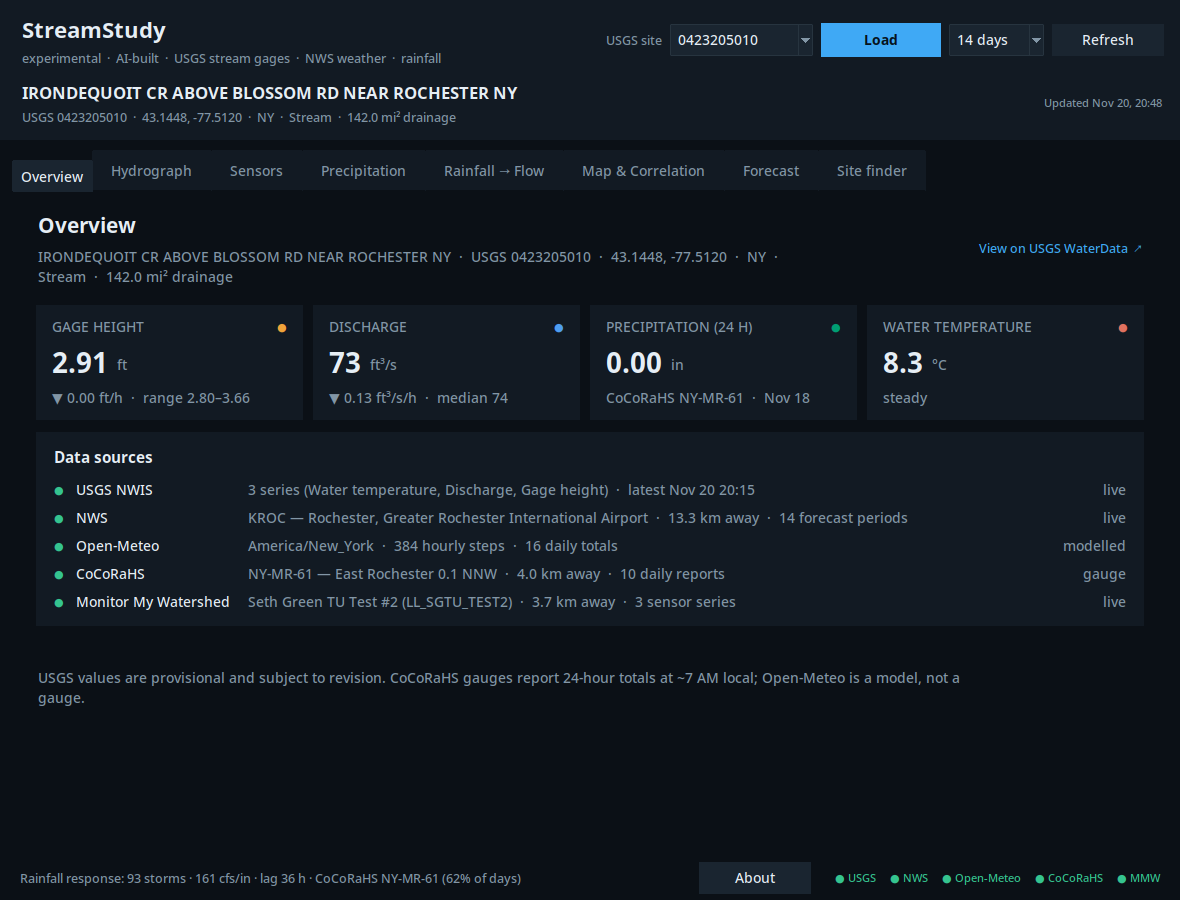 StreamStudy
experimental · AI-built · USGS stream gages · NWS weather · rainfall
USGS site
0423205010
Load
14 days
Refresh
IRONDEQUOIT CR ABOVE BLOSSOM RD NEAR ROCHESTER NY
USGS 0423205010 · 43.1448, -77.5120 · NY · Stream · 142.0 mi² drainage
Updated Nov 20, 20:48
Overview
Hydrograph
Sensors
Precipitation
Rainfall → Flow
Map & Correlation
Forecast
Site finder
Overview
IRONDEQUOIT CR ABOVE BLOSSOM RD NEAR ROCHESTER NY · USGS 0423205010 · 43.1448, -77.5120 · NY ·
Stream · 142.0 mi² drainage
View on USGS WaterData ↗
GAGE HEIGHT
2.91 ft
▼ 0.00 ft/h · range 2.80–3.66
DISCHARGE
73 ft³/s
▼ 0.13 ft³/s/h · median 74
PRECIPITATION (24 H)
0.00 in
CoCoRaHS NY-MR-61 · Nov 18
WATER TEMPERATURE
8.3 °C
steady
Data sources
USGS NWIS 3 series (Water temperature, Discharge, Gage height) · latest Nov 20 20:15 live
NWS KROC — Rochester, Greater Rochester International Airport · 13.3 km away · 14 forecast periods live
Open-Meteo America/New_York · 384 hourly steps · 16 daily totals modelled
CoCoRaHS NY-MR-61 — East Rochester 0.1 NNW · 4.0 km away · 10 daily reports gauge
Monitor My Watershed Seth Green TU Test #2 (LL_SGTU_TEST2) · 3.7 km away · 3 sensor series live
USGS values are provisional and subject to revision. CoCoRaHS gauges report 24-hour totals at ~7 AM local; Open-Meteo is a model, not a
gauge.
Rainfall response: 93 storms · 161 cfs/in · lag 36 h · CoCoRaHS NY-MR-61 (62% of days)
About
USGS
NWS
Open-Meteo
CoCoRaHS
MMW